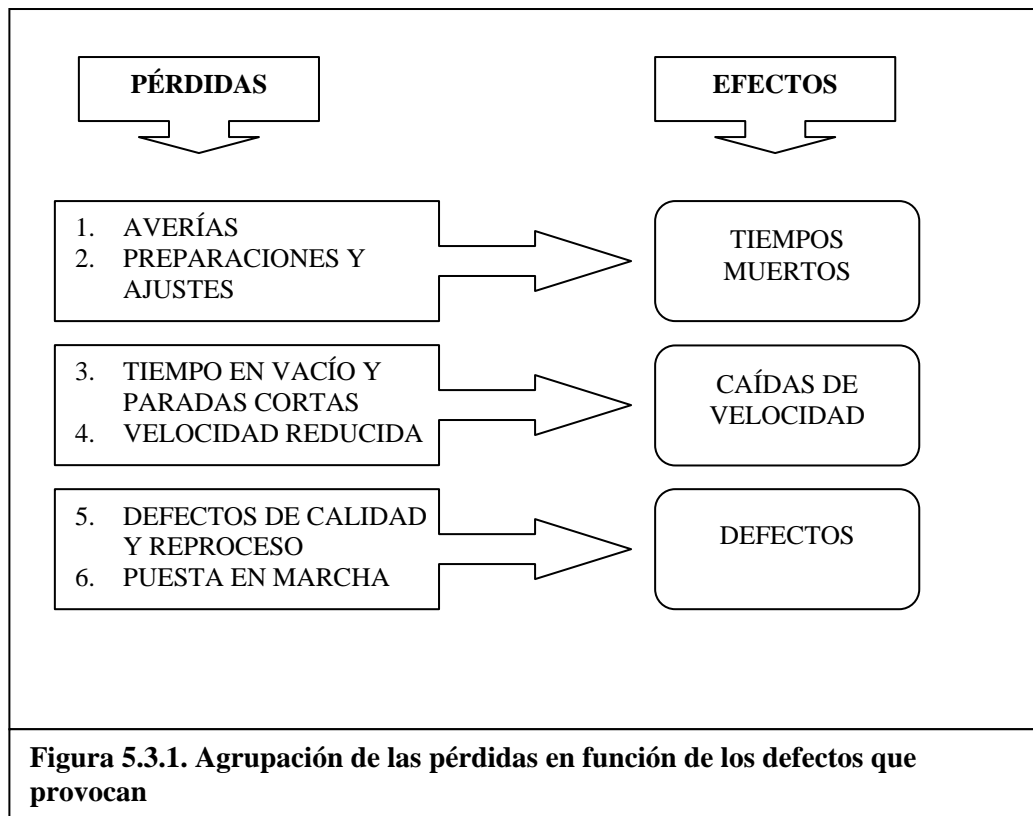 PÉRDIDAS
EFECTOS
1. AVERÍAS
2. PREPARACIONES Y
AJUSTES
TIEMPOS
MUERTOS
3. TIEMPO EN VACÍO Y
PARADAS CORTAS
4. VELOCIDAD REDUCIDA
CAÍDAS DE
VELOCIDAD
5. DEFECTOS DE CALIDAD
Y REPROCESO
6. PUESTA EN MARCHA
DEFECTOS
Figura 5.3.1. Agrupación de las pérdidas en función de los defectos que
provocan